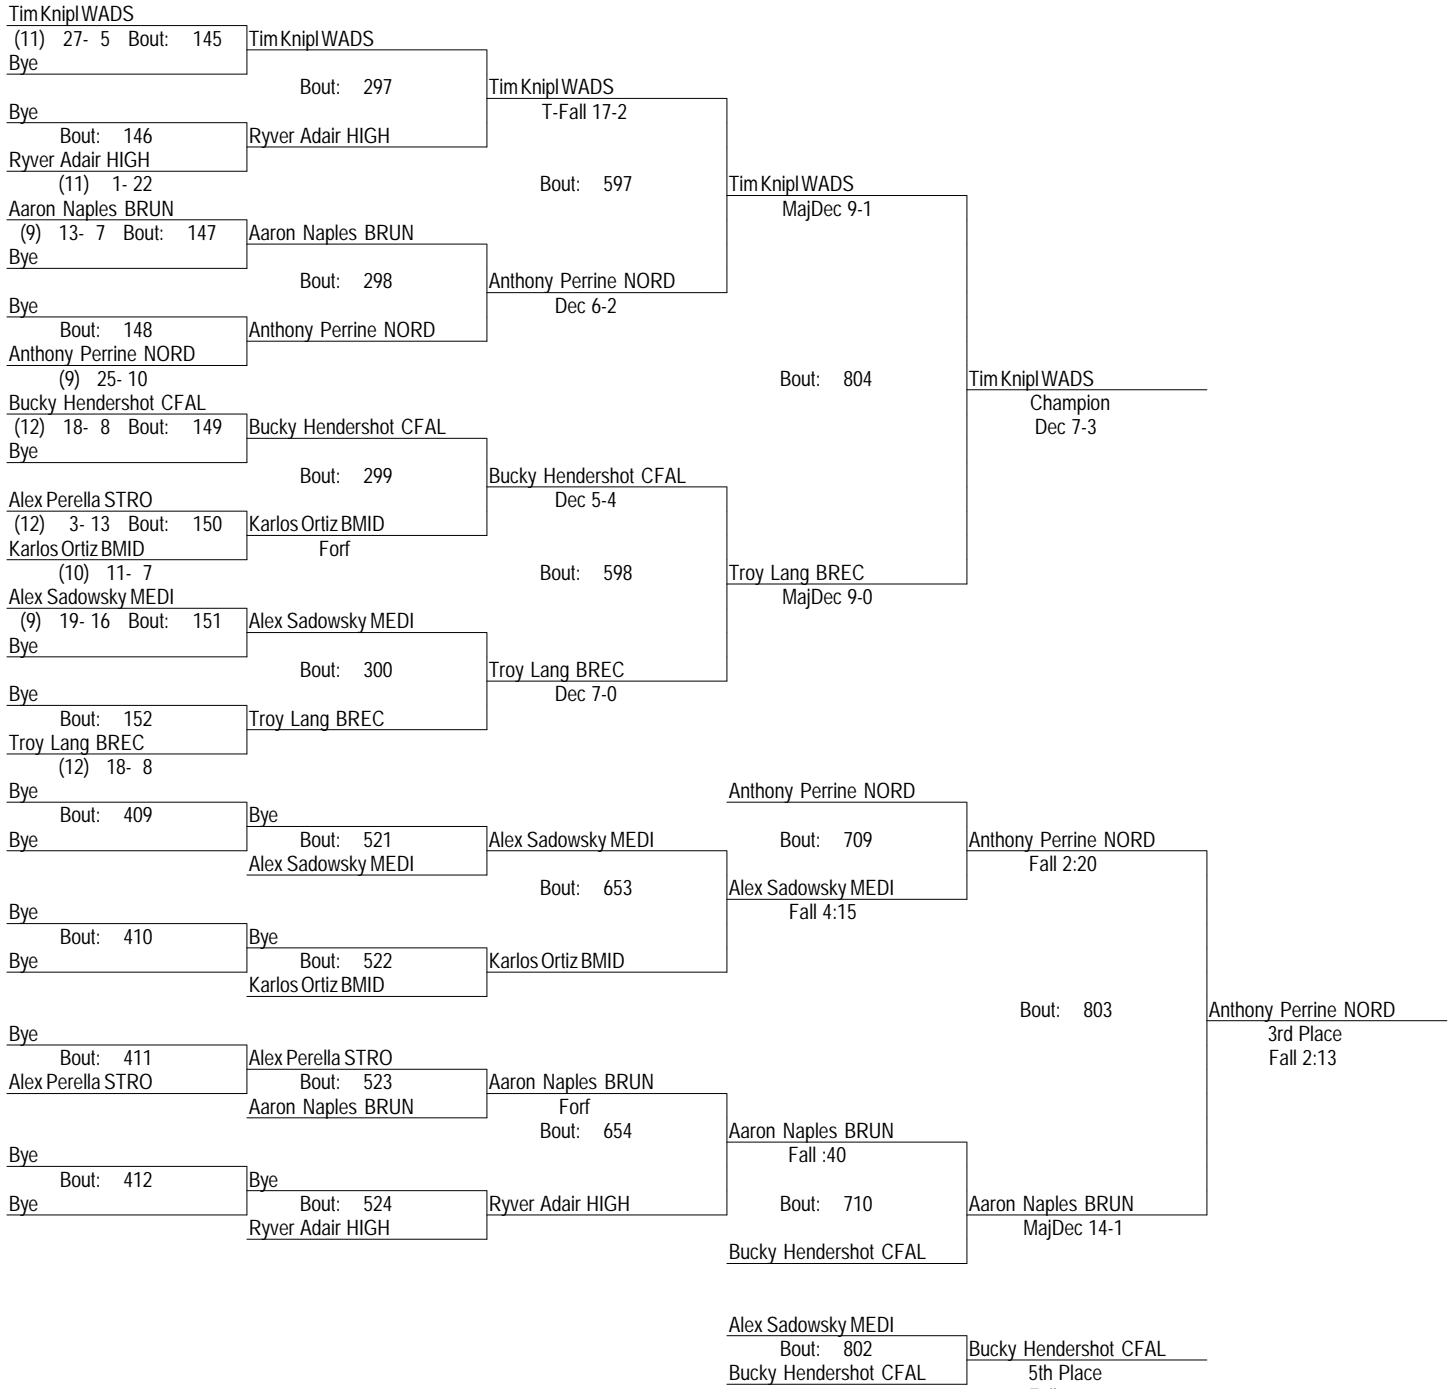 Tim Knipl WADS
(11) 27- 5 Bout: 145 Tim Knipl WADS
Bye
Bout: 297 Tim Knipl WADS
Bye T-Fall 17-2
Bout: 146 Ryver Adair HIGH
Ryver Adair HIGH
(11) 1- 22 Bout: 597 Tim Knipl WADS
Aaron Naples BRUN MajDec 9-1
(9) 13- 7 Bout: 147 Aaron Naples BRUN
Bye
Bout: 298 Anthony Perrine NORD
Bye Dec 6-2
Bout: 148 Anthony Perrine NORD
Anthony Perrine NORD
(9) 25- 10 Bout: 804 Tim Knipl WADS
Bucky Hendershot CFAL Champion
(12) 18- 8 Bout: 149 Bucky Hendershot CFAL Dec 7-3
Bye
Bout: 299 Bucky Hendershot CFAL
Alex Perella STRO Dec 5-4
(12) 3- 13 Bout: 150 Karlos Ortiz BMID
Karlos Ortiz BMID Forf
(10) 11- 7 Bout: 598 Troy Lang BREC
Alex Sadowsky MEDI MajDec 9-0
(9) 19- 16 Bout: 151 Alex Sadowsky MEDI
Bye
Bout: 300 Troy Lang BREC
Bye Dec 7-0
Bout: 152 Troy Lang BREC
Troy Lang BREC
(12) 18- 8
Bye Anthony Perrine NORD
Bout: 409 Bye
Bye Bout: 521 Alex Sadowsky MEDI Bout: 709 Anthony Perrine NORD
Alex Sadowsky MEDI Fall 2:20
Bout: 653 Alex Sadowsky MEDI
Bye Fall 4:15
Bout: 410 Bye
Bye Bout: 522 Karlos Ortiz BMID
Karlos Ortiz BMID
Bout: 803 Anthony Perrine NORD
Bye 3rd Place
Bout: 411 Alex Perella STRO Fall 2:13
Alex Perella STRO Bout: 523 Aaron Naples BRUN
Aaron Naples BRUN Forf
Bout: 654 Aaron Naples BRUN
Bye Fall :40
Bout: 412 Bye
Bye Bout: 524 Ryver Adair HIGH Bout: 710 Aaron Naples BRUN
Ryver Adair HIGH MajDec 14-1
Bucky Hendershot CFAL
Alex Sadowsky MEDI
Bout: 802 Bucky Hendershot CFAL
Bucky Hendershot CFAL 5th Place